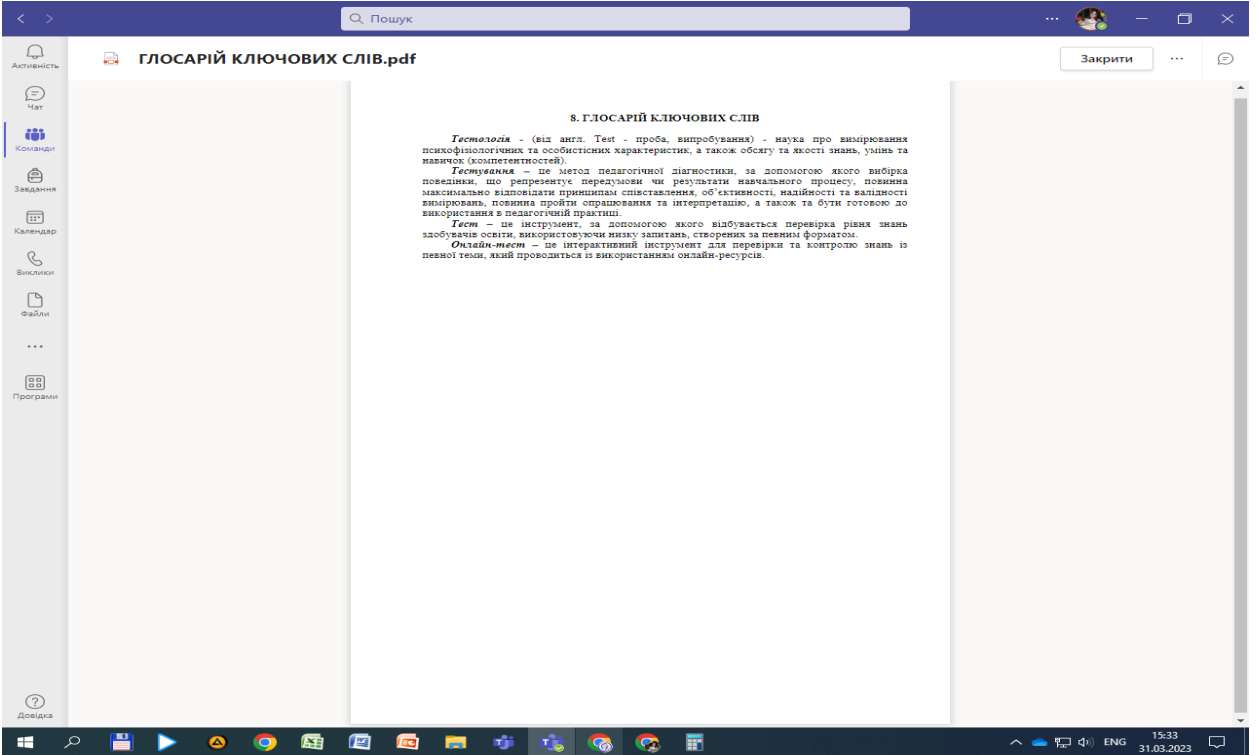 Пошук
Активність
Чат
Команди
Завдання
Календар
Виклики
Файли
Програми
Довідка
ГЛОСАРІЙ КЛЮЧОВИХ СЛІВ.pdf
Закрити
8. ГЛОСАРІЙ КЛЮЧОВИХ СЛІВ
Тестологія - (від англ. Test - проба, випробування) - наука про вимірювання
психофізіологічних та особистісних характеристик, а також обсягу та якості знань, умінь та
навичок (компетентностей).
Тестування – це метод педагогічної діагностики, за допомогою якого вибірка
поведінки, що репрезентує передумови чи результати навчального процесу, повинна
максимально відповідати принципам співставлення, об’єктивності, надійності та валідності
вимірювань, повинна пройти опрацювання та інтерпретацію, а також та бути готовою до
використання в педагогічній практиці.
Тест – це інструмент, за допомогою якого відбувається перевірка рівня знань
здобувачів освіти, використовуючи низку запитань, створених за певним форматом.
Онлайн-тест – це інтерактивний інструмент для перевірки та контролю знань із
певної теми, який проводиться із використанням онлайн-ресурсів.
ENG
15:33
31.03.2023